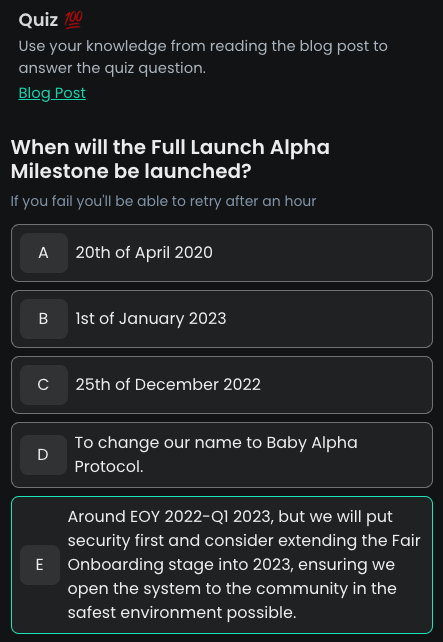 Quiz 💯
Use your knowledge from reading the blog post to
answer the quiz question.
Blog Post
When will the Full Launch Alpha
Milestone be launched?
If you fail you'll be able to retry after an hour
A 20th of April 2020
B 1st of January 2023
C 25th of December 2022
D To change our name to Baby Alpha
Protocol.
E Around EOY 2022-Q1 2023, but we will put
security first and consider extending the Fair
Onboarding stage into 2023, ensuring we
open the system to the community in the
safest environment possible.